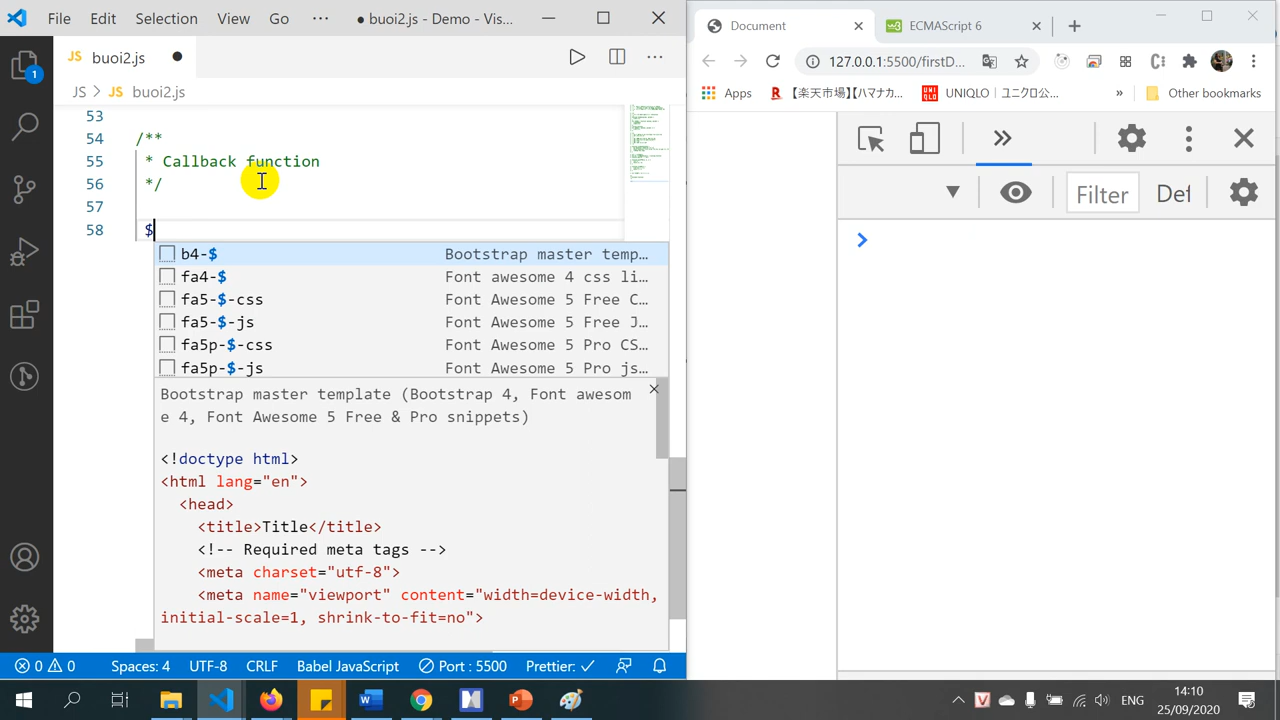 File Edit Selection View Go ··· ● buoi2.js - Demo - Vis...
JS buoi2.js ●
JS > buoi2.js
1
53
54 /**
55 * Callback function
56 */
57
58 $
b4-$ Bootstrap master temp…
fa4-$ Font awesome 4 css li…
fa5-$-css Font Awesome 5 Free C…
fa5-$-js Font Awesome 5 Free J…
fa5p-$-css Font Awesome 5 Pro CS…
fa5p-$-js Font Awesome 5 Pro js…
Bootstrap master template (Bootstrap 4, Font awesom
e 4, Font Awesome 5 Free & Pro snippets)
<!doctype html>
<html lang="en">
<head>
<title>Title</title>
<!-- Required meta tags -->
<meta charset="utf-8">
<meta name="viewport" content="width=device-width,
initial-scale=1, shrink-to-fit=no">
0 0 Spaces: 4 UTF-8 CRLF Babel JavaScript Port : 5500 Prettier: ✓
Document ECMAScript 6
127.0.0.1:5500/firstD...
Apps 【楽天市場】【ハマナカ... UNIQLO | ユニクロ公... » Other bookmarks
Filter Def
ENG 14:10
25/09/2020